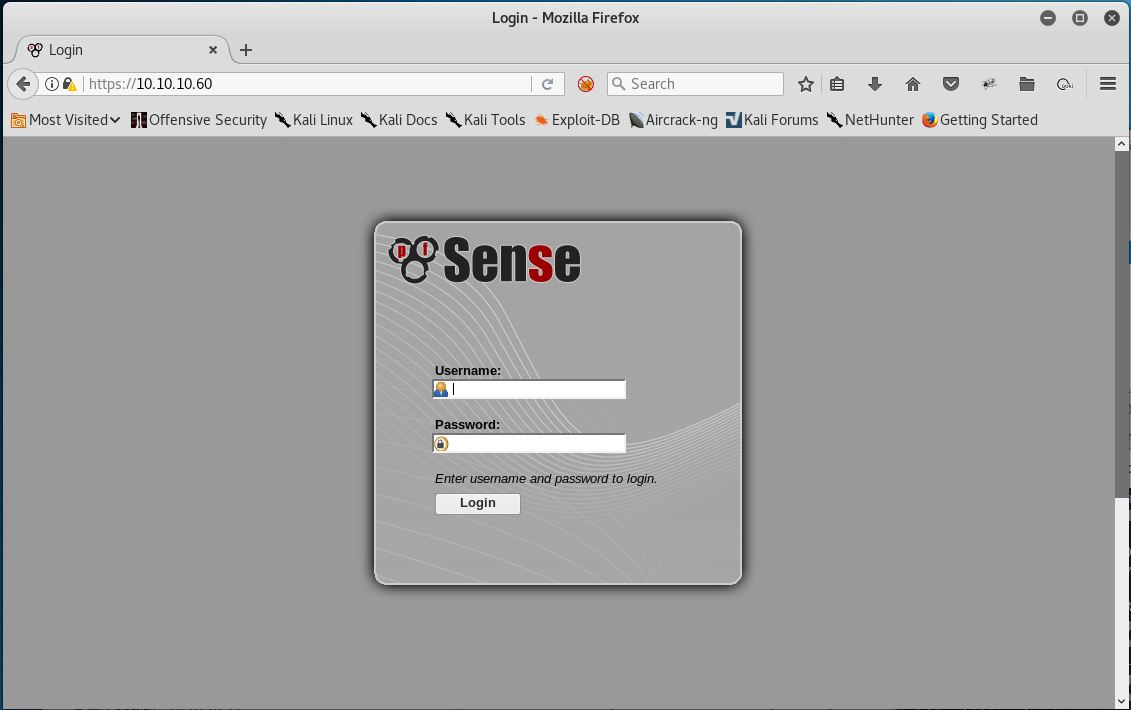 Login - Mozilla Firefox
Login
https://10.10.10.60
Search
Most Visited
Offensive Security
Kali Linux
Kali Docs
Kali Tools
Exploit-DB
Aircrack-ng
Kali Forums
NetHunter
Getting Started
pf Sense
Username:
Password:
Enter username and password to login.
Login